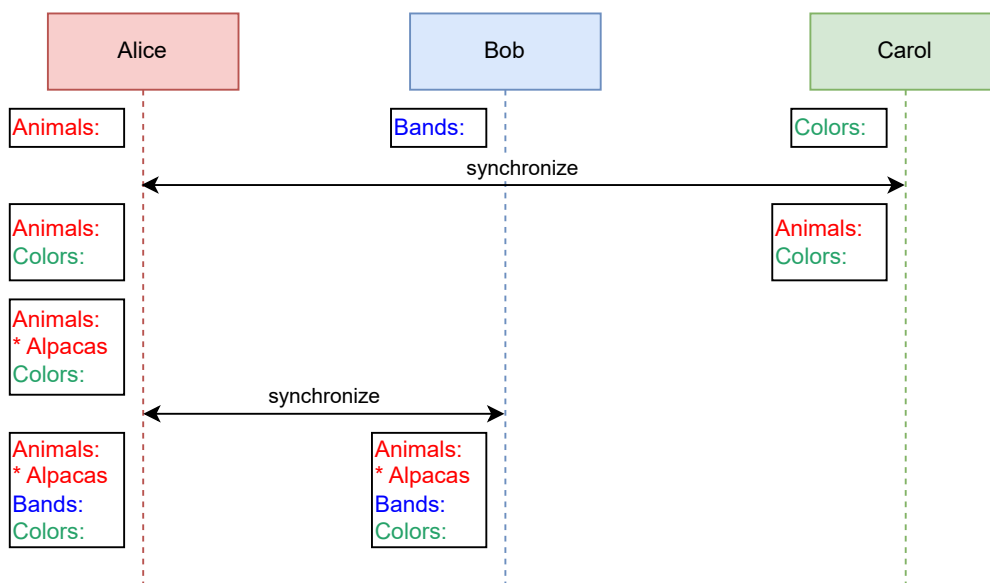 Alice
Bob
Carol
Animals:
Bands:
Colors:
synchronize
Animals:
Colors:
Animals:
Colors:
Animals:
* Alpacas
Colors:
synchronize
Animals:
* Alpacas
Bands:
Colors:
Animals:
* Alpacas
Bands:
Colors: